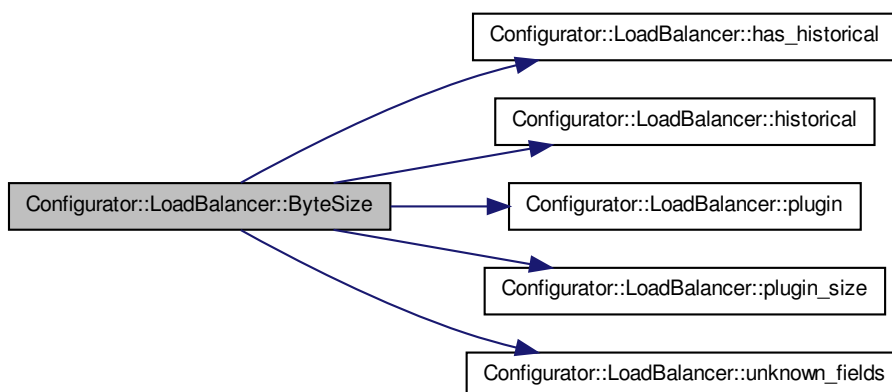 Configurator::LoadBalancer::has_historical
Configurator::LoadBalancer::historical
Configurator::LoadBalancer::ByteSize
Configurator::LoadBalancer::plugin
Configurator::LoadBalancer::plugin_size
Configurator::LoadBalancer::unknown_fields